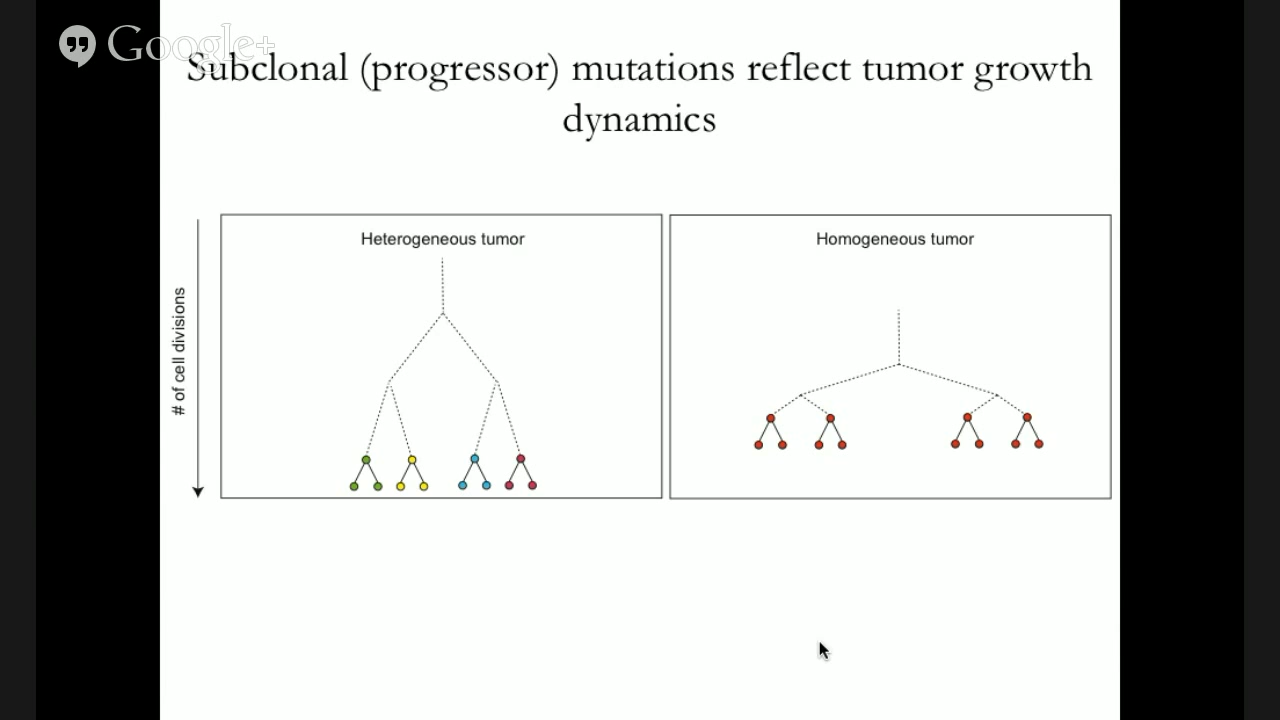 Google+
Subclonal (progressor) mutations reflect tumor growth
dynamics
# of cell divisions
Heterogeneous tumor
Homogeneous tumor